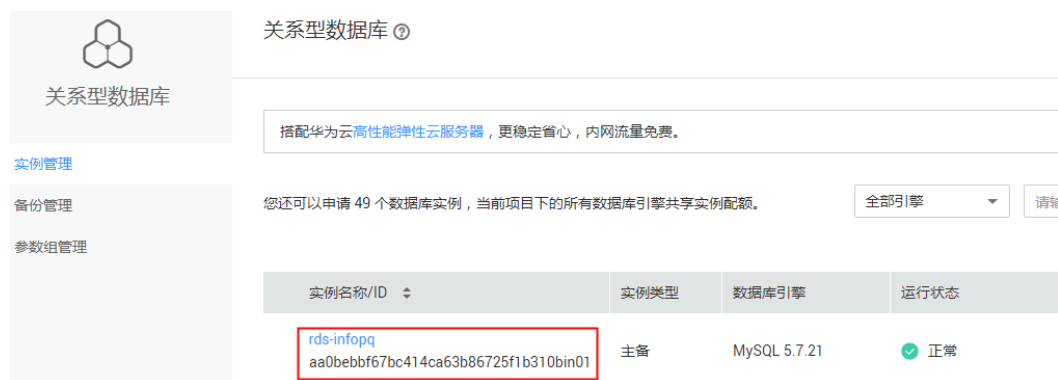 关系型数据库
关系型数据库
实例管理
备份管理
参数组管理
搭配华为云高性能弹性云服务器，更稳定省心，内网流量免费。
您还可以申请 49 个数据库实例，当前项目下的所有数据库引擎共享实例配额。
全部引擎
请输
实例名称/ID 实例类型 数据库引擎 运行状态
rds-infopq
aa0bebbf67bc414ca63b86725f1b310bin01 主备 MySQL 5.7.21 正常